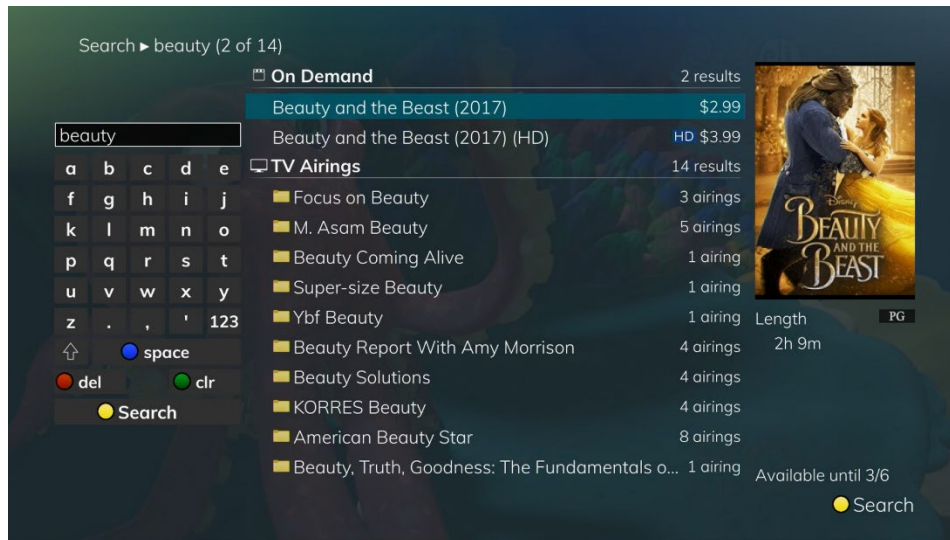 Search ▸ beauty (2 of 14)
On Demand 2 results
Beauty and the Beast (2017) $2.99
Beauty and the Beast (2017) (HD) HD $3.99
TV Airings 14 results
Focus on Beauty 3 airings
M. Asam Beauty 5 airings
Beauty Coming Alive 1 airing
Super-size Beauty 1 airing
Ybf Beauty 1 airing
Beauty Report With Amy Morrison 4 airings
Beauty Solutions 4 airings
KORRES Beauty 4 airings
American Beauty Star 8 airings
Beauty, Truth, Goodness: The Fundamentals o... 1 airing
beauty
a b c d e
f g h i j
k l m n o
p q r s t
u v w x y
z . , ' 123
space
del clr
Search
Disney
BEAUTY
AND THE
BEAST
Length PG
2h 9m
Available until 3/6
Search